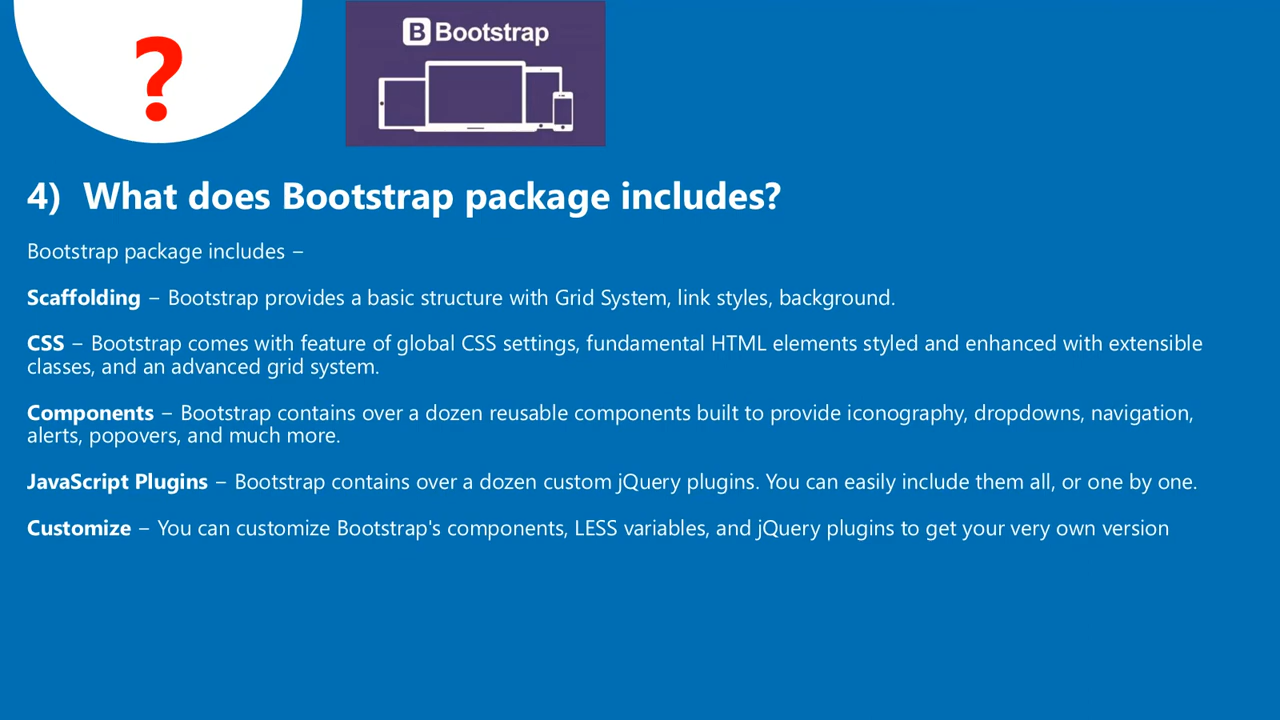 ?
B Bootstrap
4) What does Bootstrap package includes?
Bootstrap package includes –
Scaffolding – Bootstrap provides a basic structure with Grid System, link styles, background.
CSS – Bootstrap comes with feature of global CSS settings, fundamental HTML elements styled and enhanced with extensible
classes, and an advanced grid system.
Components – Bootstrap contains over a dozen reusable components built to provide iconography, dropdowns, navigation,
alerts, popovers, and much more.
JavaScript Plugins – Bootstrap contains over a dozen custom jQuery plugins. You can easily include them all, or one by one.
Customize – You can customize Bootstrap's components, LESS variables, and jQuery plugins to get your very own version